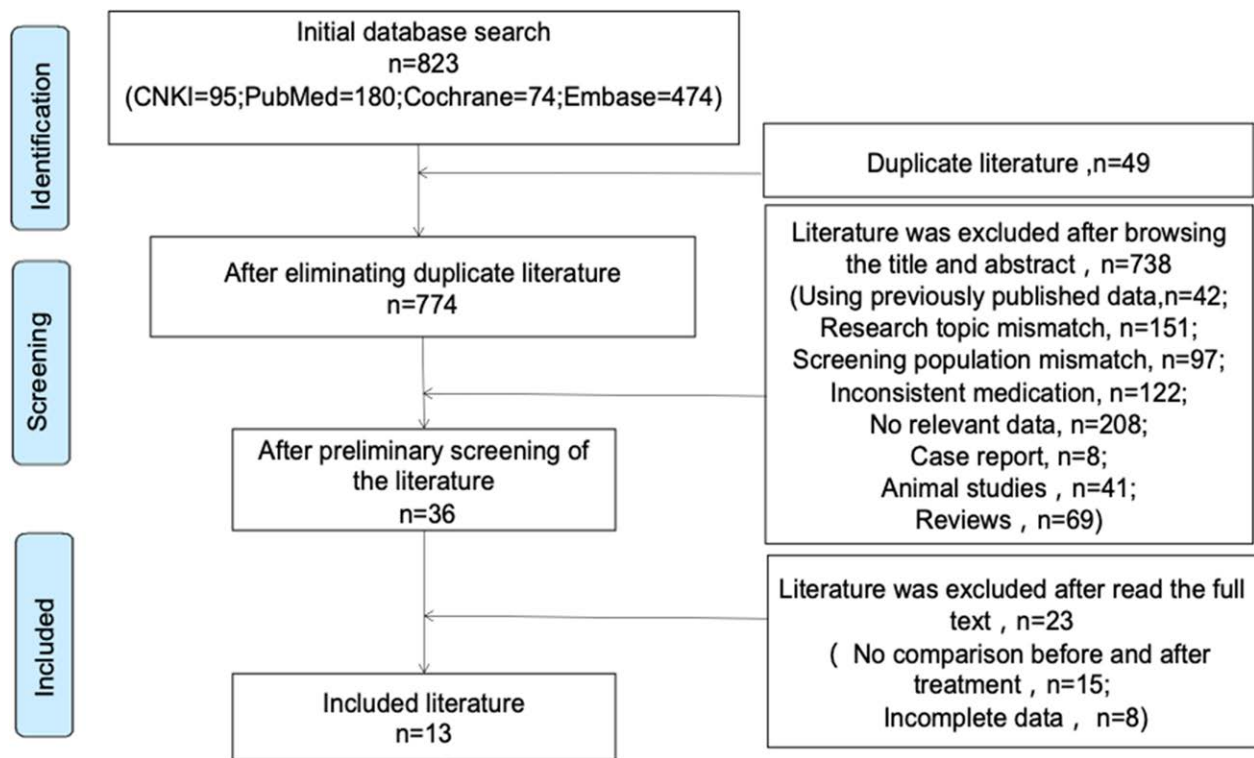 Identification
Initial database search
n=823
(CNKI=95;PubMed=180;Cochrane=74;Embase=474)
Duplicate literature ,n=49
Screening
After eliminating duplicate literature
n=774
Literature was excluded after browsing
the title and abstract , n=738
(Using previously published data,n=42;
Research topic mismatch, n=151;
Screening population mismatch, n=97;
Inconsistent medication, n=122;
No relevant data, n=208;
Case report, n=8;
Animal studies , n=41;
Reviews , n=69)
After preliminary screening of
the literature
n=36
Included
Literature was excluded after read the full
text , n=23
( No comparison before and after
treatment , n=15;
Incomplete data , n=8)
Included literature
n=13